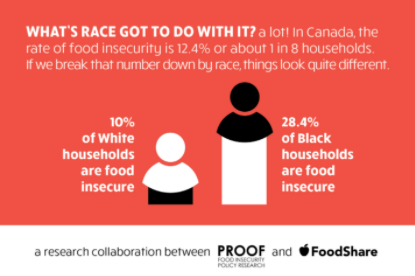 WHAT'S RACE GOT TO DO WITH IT? a lot! In Canada, the
rate of food insecurity is 12.4% or about 1 in 8 households.
If we break that number down by race, things look quite different.
10%
of White
households
are food
insecure
28.4%
of Black
households
are food
insecure
a research collaboration between PROOF and FoodShare
FOOD INSECURITY
POLICY RESEARCH